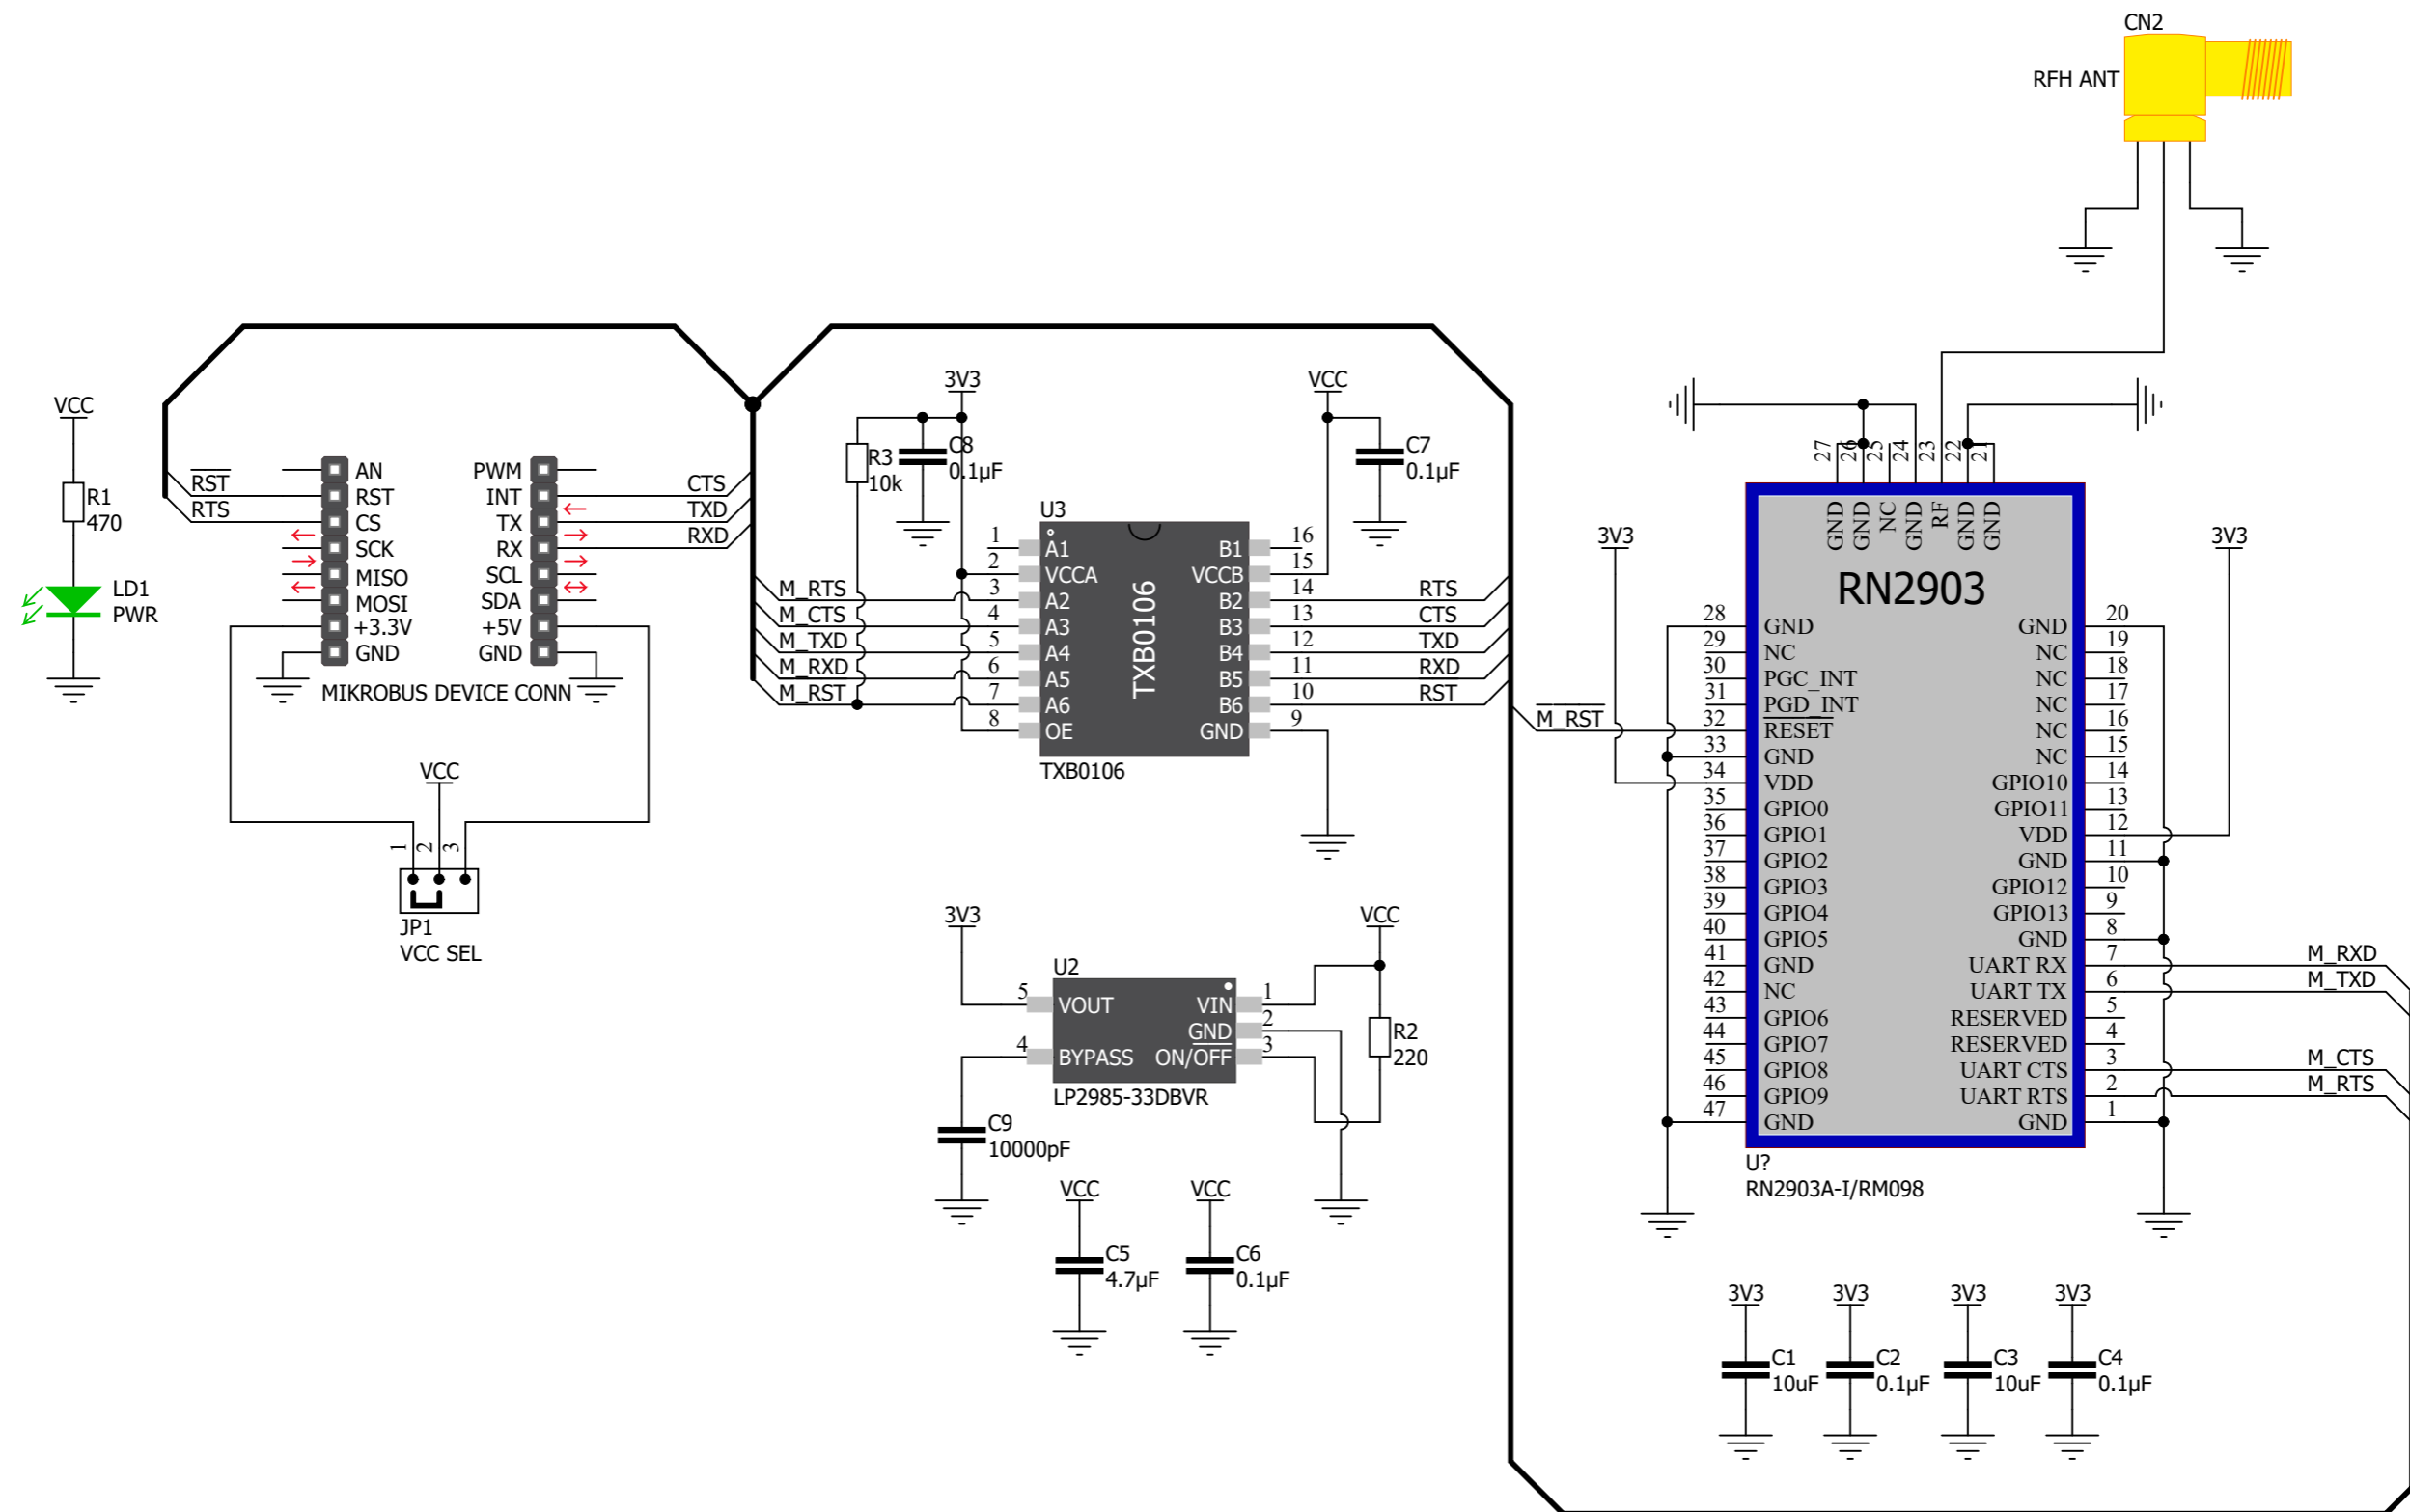 CN2
RFH ANT
VCC
R1
470
LD1
PWR
RST
RTS
AN
RST
CS
SCK
MISO
MOSI
+3.3V
GND
PWM
INT
TX
RX
SCL
SDA
+5V
GND
CTS
TXD
RXD
MIKROBUS DEVICE CONN
VCC
1
2
3
JP1
VCC SEL
3V3
R3
10k
C8
0.1µF
VCC
C7
0.1µF
U3
1
2
3
4
5
6
7
8
M_RTS
M_CTS
M_TXD
M_RXD
M_RST
A1
VCCA
A2
A3
A4
A5
A6
OE
TXB0106
B1
VCCB
B2
B3
B4
B5
B6
GND
16
15
14
13
12
11
10
9
RTS
CTS
TXD
RXD
RST
TXB0106
3V3
VCC
U2
5
4
VOUT
BYPASS
VIN
GND
ON/OFF
1
2
3
R2
220
LP2985-33DBVR
C9
10000pF
VCC
C5
4.7µF
VCC
C6
0.1µF
3V3
M_RST
3V3
27
26
25
24
23
22
21
GND
GND
NC
GND
RF
GND
GND
RN2903
28 GND
29 NC
30 PGC_INT
31 PGD_INT
32 RESET
33 GND
34 VDD
35 GPIO0
36 GPIO1
37 GPIO2
38 GPIO3
39 GPIO4
40 GPIO5
41 GND
42 NC
43 GPIO6
44 GPIO7
45 GPIO8
46 GPIO9
47 GND
GND 20
NC 19
NC 18
NC 17
NC 16
NC 15
GPIO10 14
GPIO11 13
VDD 12
GND 11
GPIO12 10
GPIO13 9
GND 8
UART RX 7
UART TX 6
RESERVED 5
RESERVED 4
UART CTS 3
UART RTS 2
GND 1
M_RXD
M_TXD
M_CTS
M_RTS
U?
RN2903A-I/RM098
3V3
C1
10uF
3V3
C2
0.1µF
3V3
C3
10uF
3V3
C4
0.1µF